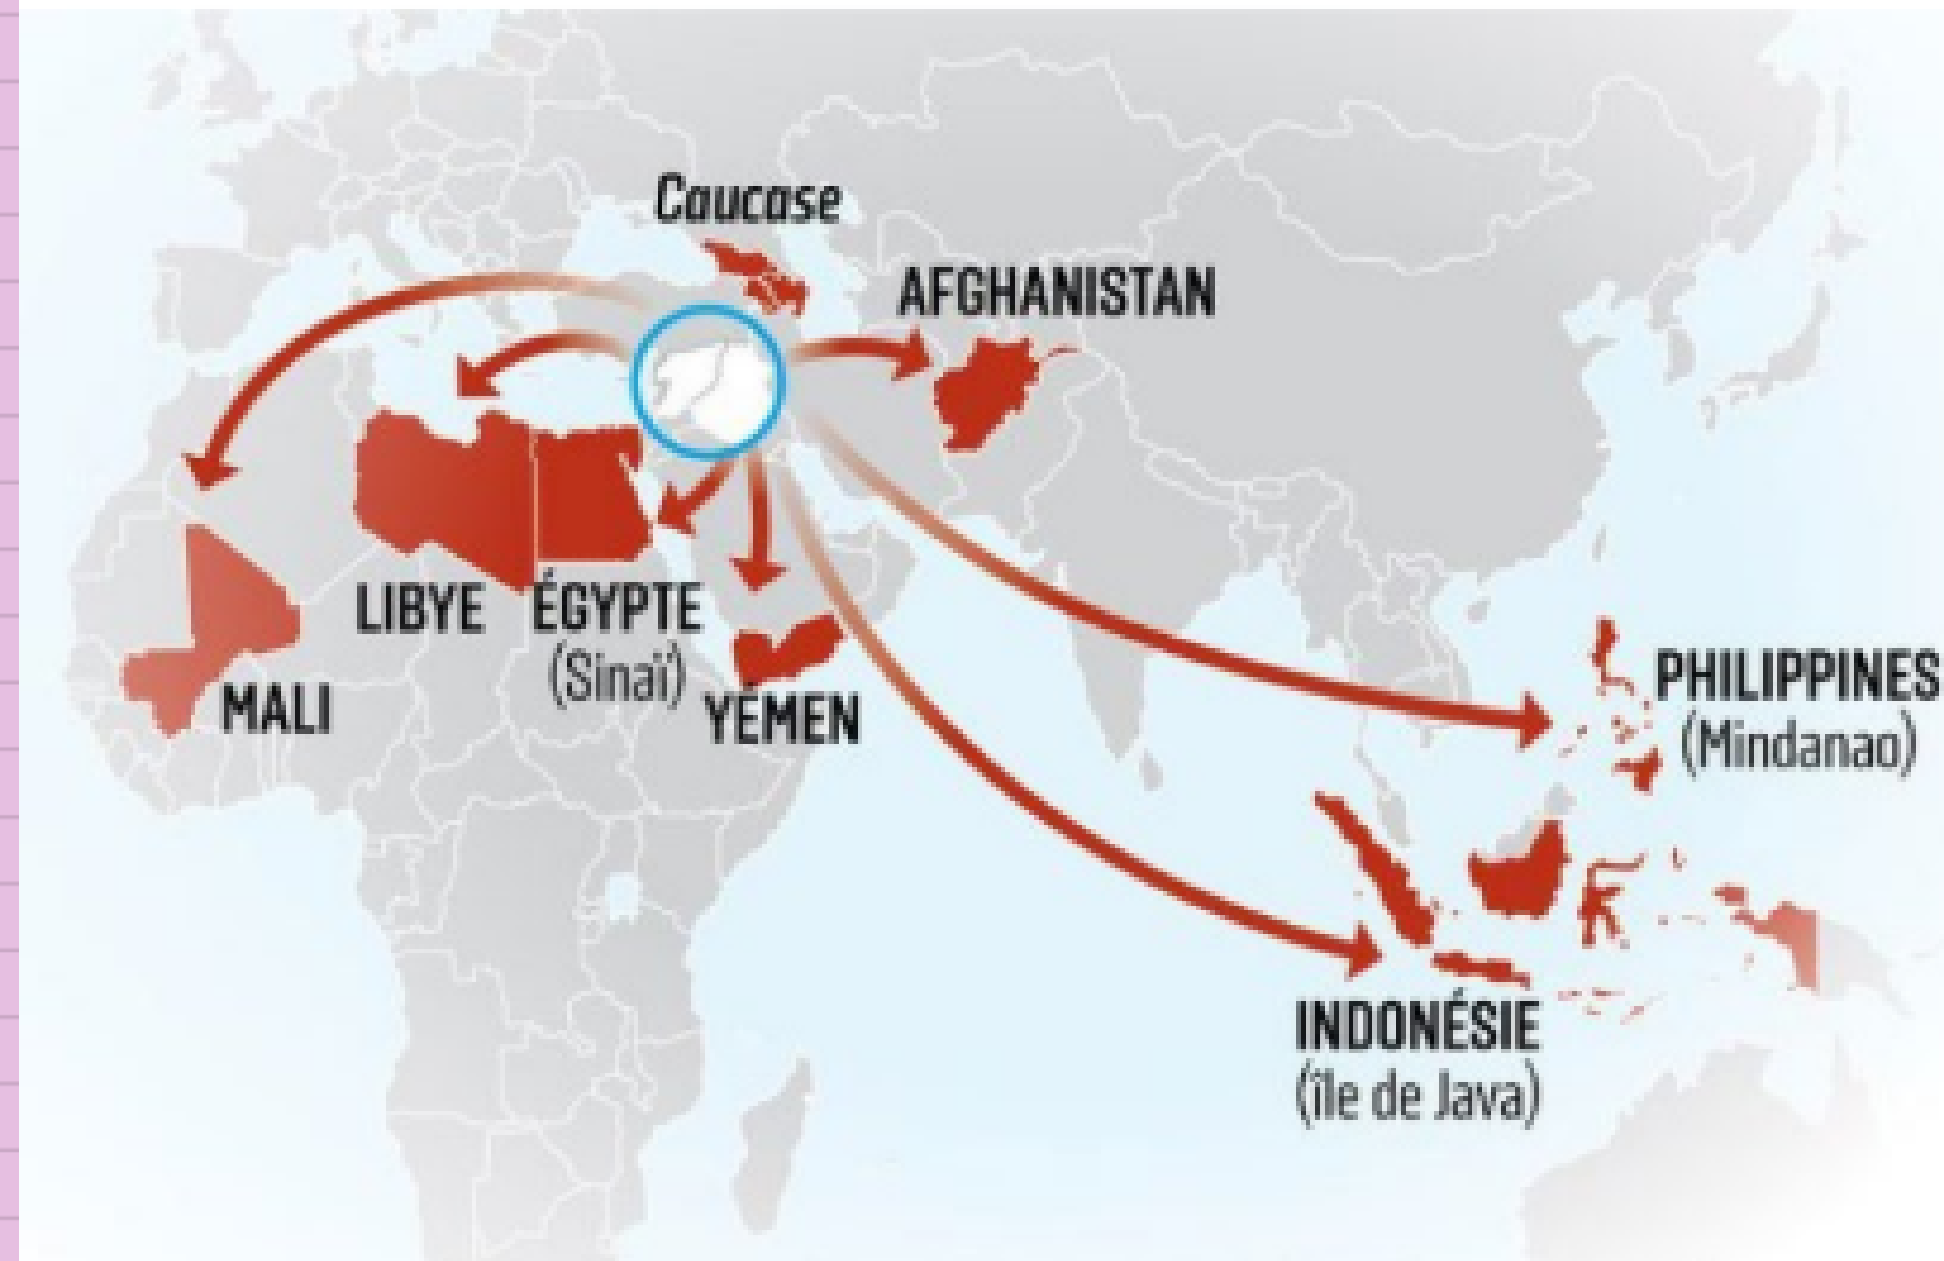 Caucase
AFGHANISTAN
LIBYE
ÉGYPTE
(Sinaï)
MALI
YÉMEN
PHILIPPINES
(Mindanao)
INDONÉSIE
(île de Java)